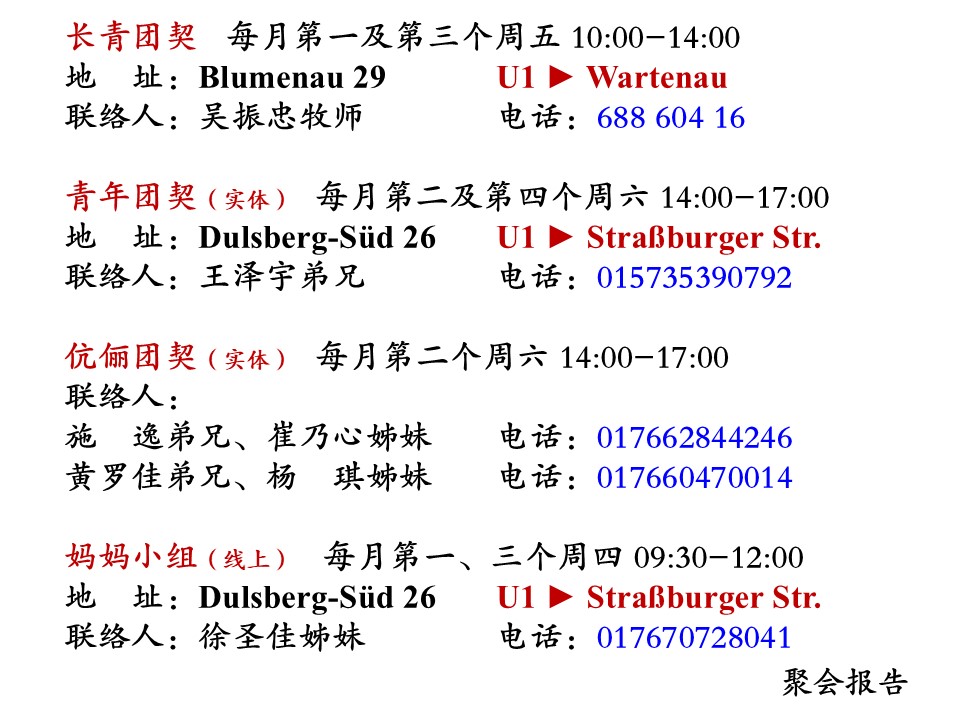 长青团契 每月第一及第三个周五 10:00-14:00
地 址：Blumenau 29 U1 ► Wartenau
联络人：吴振忠牧师 电话：688 604 16
青年团契（实体） 每月第二及第四个周六 14:00-17:00
地 址：Dulsberg-Süd 26 U1 ► Straßburger Str.
联络人：王泽宇弟兄 电话：015735390792
伉俪团契（实体） 每月第二个周六 14:00-17:00
联络人：
施 逸弟兄、崔乃心姊妹 电话：017662844246
黄罗佳弟兄、杨 琪姊妹 电话：017660470014
妈妈小组（线上） 每月第一、三个周四 09:30-12:00
地 址：Dulsberg-Süd 26 U1 ► Straßburger Str.
联络人：徐圣佳姊妹 电话：017670728041
聚会报告